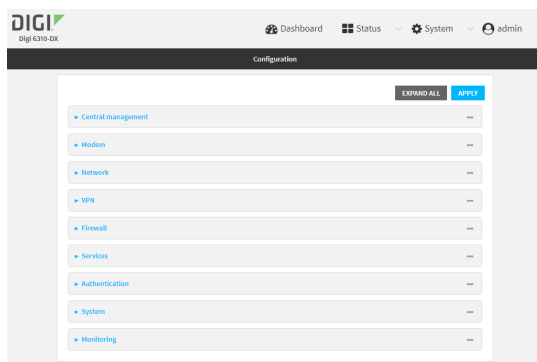 DIGI
Digi 6310-DX
Dashboard Status System admin
Configuration
EXPAND ALL APPLY
Central management
Modem
Network
VPN
Firewall
Services
Authentication
System
Monitoring